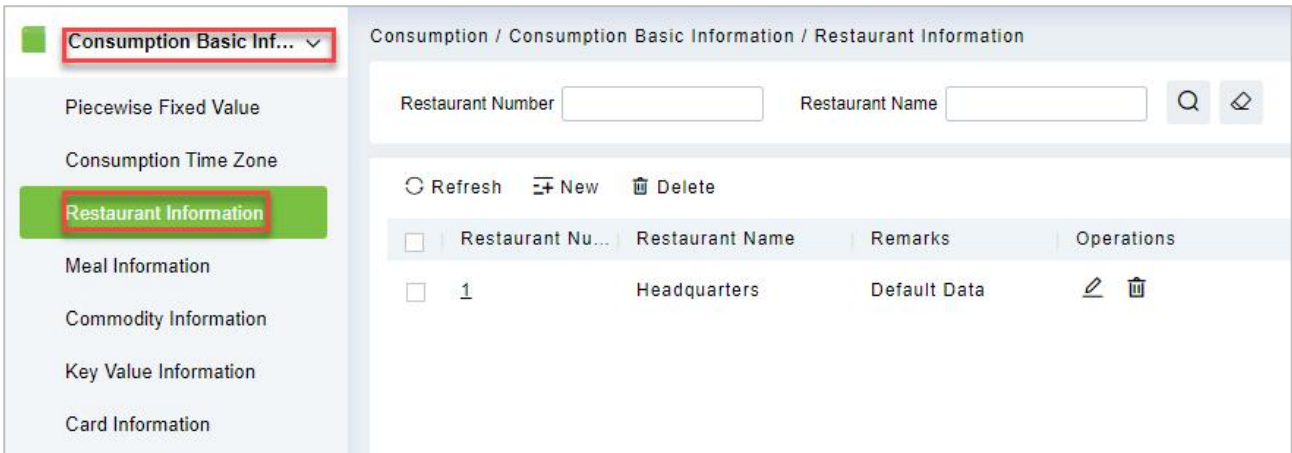 Consumption Basic Inf...
Piecewise Fixed Value
Consumption Time Zone
Restaurant Information
Meal Information
Commodity Information
Key Value Information
Card Information
Consumption / Consumption Basic Information / Restaurant Information
Restaurant Number Restaurant Name
Refresh New Delete
Restaurant Nu... Restaurant Name Remarks Operations
1 Headquarters Default Data